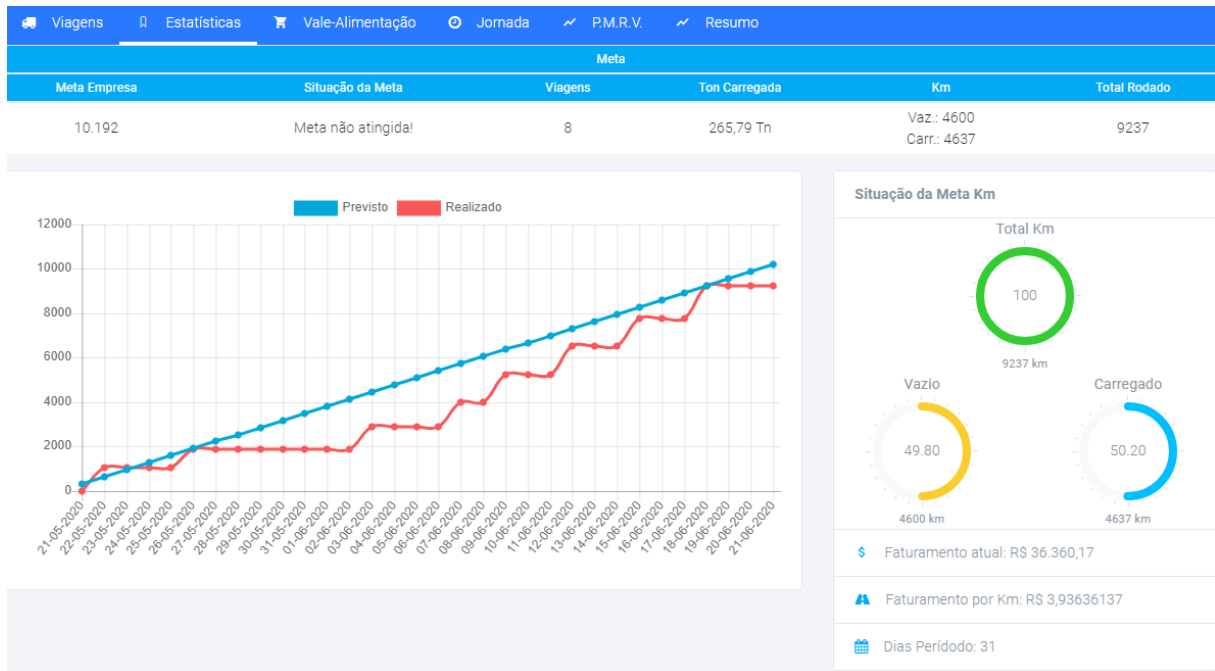 Viagens Estatísticas Vale-Alimentação Jornada P.M.R.V. Resumo
Meta
Meta Empresa Situação da Meta Viagens Ton Carregada Km Total Rodado
10.192 Meta não atingida! 8 265,79 Tn Vaz.: 4600 9237
Carr.: 4637
Previsto Realizado
12000
10000
8000
6000
4000
2000
0
21-05-2020 22-05-2020 23-05-2020 24-05-2020 25-05-2020 26-05-2020 27-05-2020 28-05-2020 29-05-2020 30-05-2020 31-05-2020 01-06-2020 02-06-2020 03-06-2020 04-06-2020 05-06-2020 06-06-2020 07-06-2020 08-06-2020 09-06-2020 10-06-2020 11-06-2020 12-06-2020 13-06-2020 14-06-2020 15-06-2020 16-06-2020 17-06-2020 18-06-2020 19-06-2020 20-06-2020 21-06-2020
Situação da Meta Km
Total Km
100
9237 km
Vazio Carregado
49.80 50.20
4600 km 4637 km
$ Faturamento atual: R$ 36.360,17
Faturamento por Km: R$ 3,93636137
Dias Perídodo: 31